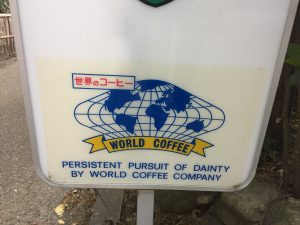 世界のコーヒー
WORLD COFFEE
PERSISTENT PURSUIT OF DAINTY
BY WORLD COFFEE COMPANY